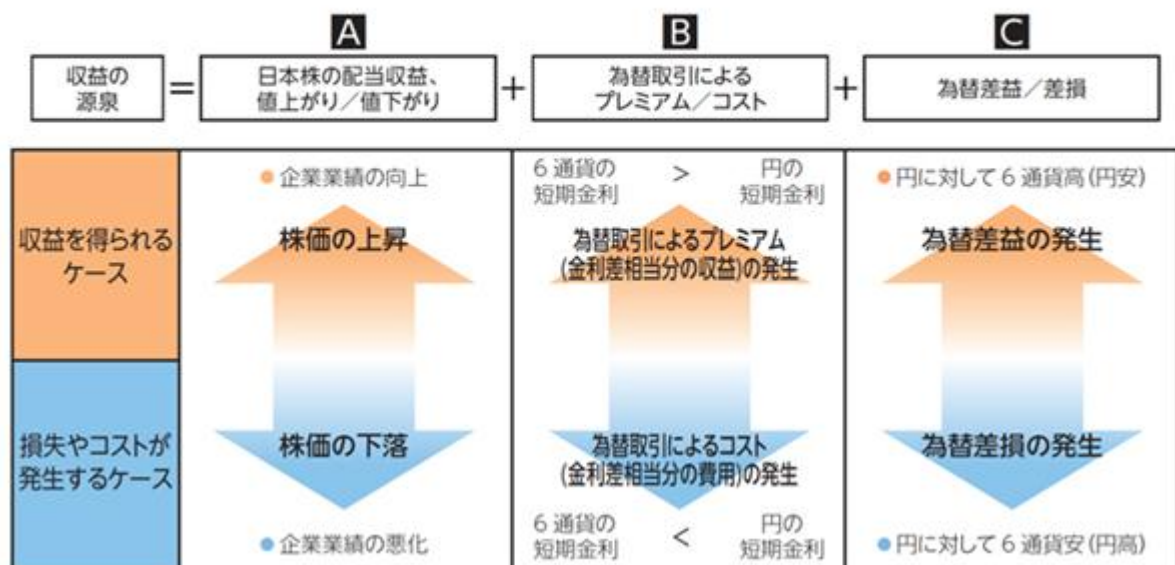 A
B
C
収益の
源泉
=
日本株の配当収益、
値上がり/値下がり
+
為替取引による
プレミアム/コスト
+
為替差益/差損
収益を得られる
ケース
●企業業績の向上
株価の上昇
6通貨の
短期金利
>
円の
短期金利
為替取引によるプレミアム
(金利差相当分の収益)の発生
●円に対して6通貨高(円安)
為替差益の発生
損失やコストが
発生するケース
株価の下落
●企業業績の悪化
為替取引によるコスト
(金利差相当分の費用)の発生
6通貨の
短期金利
<
円の
短期金利
為替差損の発生
●円に対して6通貨安(円高)